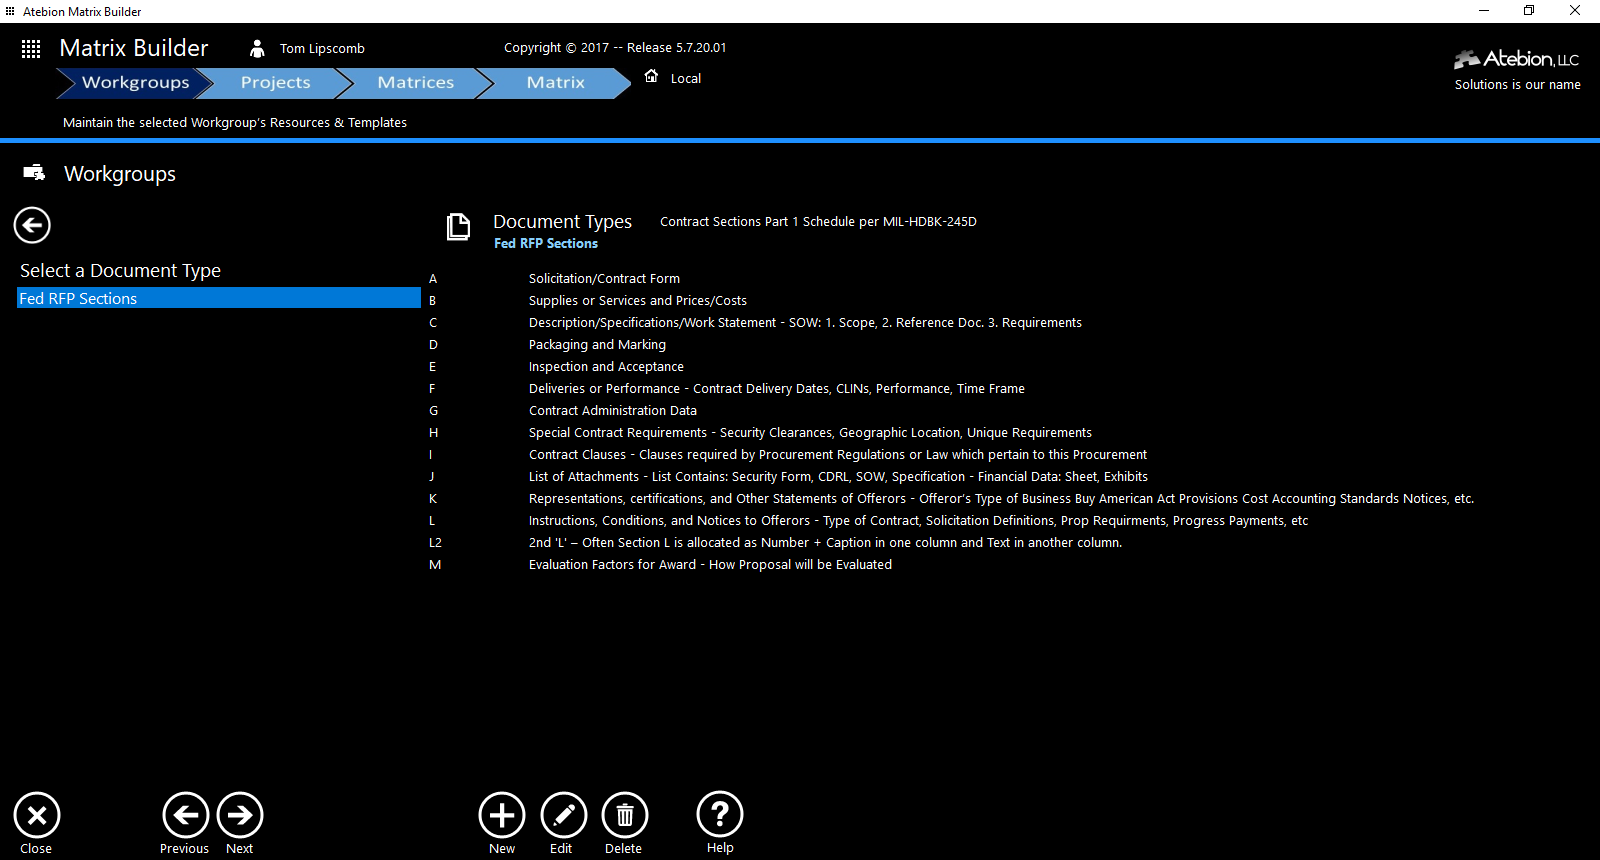 Atebion Matrix Builder
Matrix Builder
Tom Lipscomb
Copyright © 2017 -- Release 5.7.20.01
Workgroups
Projects
Matrices
Matrix
Local
Atebion, LLC
Solutions is our name
Maintain the selected Workgroup's Resources & Templates
Workgroups
Select a Document Type
Fed RFP Sections
Document Types
Contract Sections Part 1 Schedule per MIL-HDBK-245D
Fed RFP Sections
A Solicitation/Contract Form
B Supplies or Services and Prices/Costs
C Description/Specifications/Work Statement - SOW: 1. Scope, 2. Reference Doc. 3. Requirements
D Packaging and Marking
E Inspection and Acceptance
F Deliveries or Performance - Contract Delivery Dates, CLINs, Performance, Time Frame
G Contract Administration Data
H Special Contract Requirements - Security Clearances, Geographic Location, Unique Requirements
I Contract Clauses - Clauses required by Procurement Regulations or Law which pertain to this Procurement
J List of Attachments - List Contains: Security Form, CDRL, SOW, Specification - Financial Data: Sheet, Exhibits
K Representations, certifications, and Other Statements of Offerors - Offeror's Type of Business Buy American Act Provisions Cost Accounting Standards Notices, etc.
L Instructions, Conditions, and Notices to Offerors - Type of Contract, Solicitation Definitions, Prop Requirments, Progress Payments, etc
L2 2nd 'L' – Often Section L is allocated as Number + Caption in one column and Text in another column.
M Evaluation Factors for Award - How Proposal will be Evaluated
Close
Previous
Next
New
Edit
Delete
Help